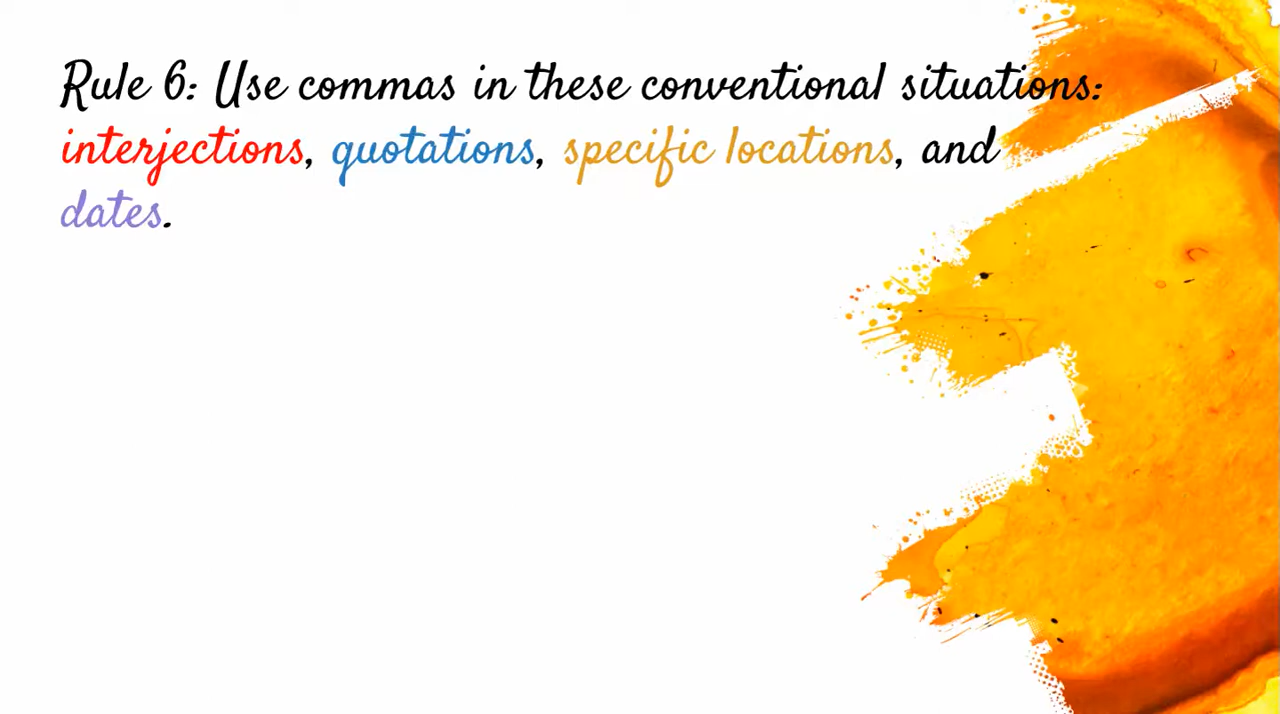 Rule 6: Use commas in these conventional situations:
interjections, quotations, specific locations, and
dates.